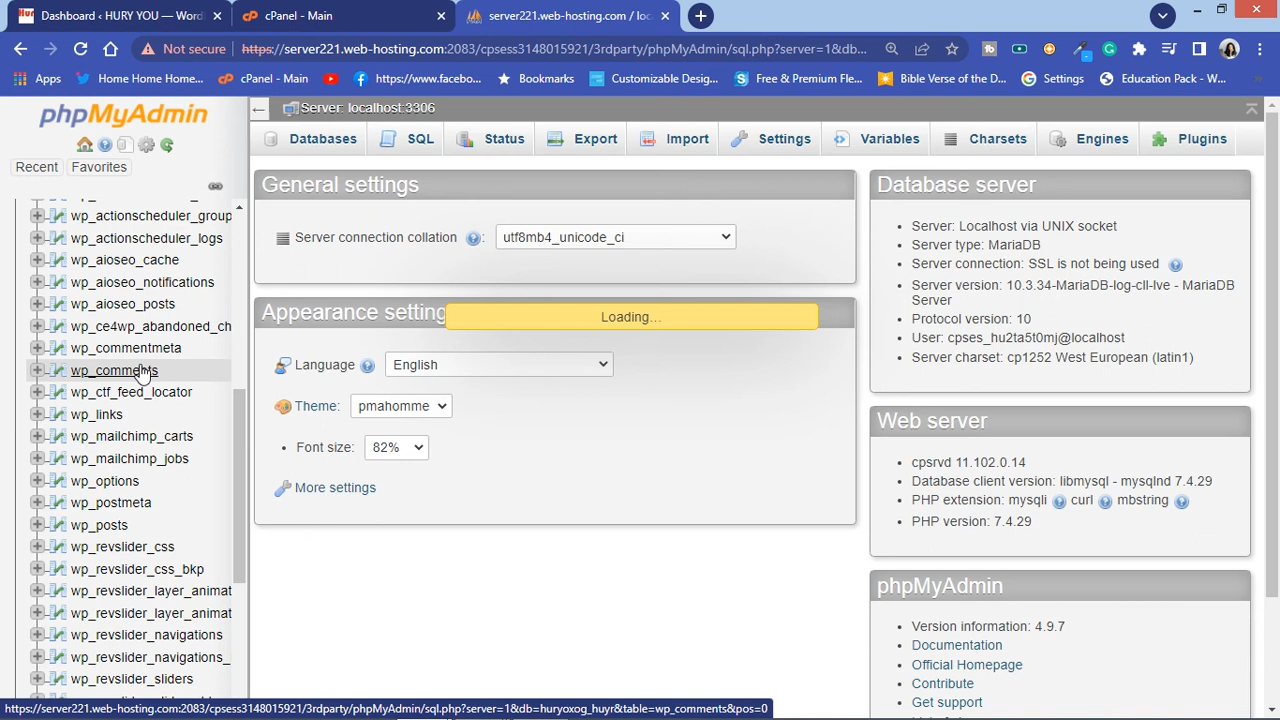 Dashboard ‹ HURY YOU — Wordl
cPanel - Main
server221.web-hosting.com / loc
Not secure
https://server221.web-hosting.com:2083/cpsess3148015921/3rdparty/phpMyAdmin/sql.php?server=1&db...
Apps
Home Home Home...
cPanel - Main
https://www.facebo...
Bookmarks
Customizable Desig...
Free & Premium Fle...
Bible Verse of the D...
Settings
Education Pack - W...
phpMyAdmin
Recent
Favorites
wp_actionscheduler_group
wp_actionscheduler_logs
wp_aioseo_cache
wp_aioseo_notifications
wp_aioseo_posts
wp_ce4wp_abandoned_ch
wp_commentmeta
wp_comments
wp_ctf_feed_locator
wp_links
wp_mailchimp_carts
wp_mailchimp_jobs
wp_options
wp_postmeta
wp_posts
wp_revslider_css
wp_revslider_css_bkp
wp_revslider_layer_animat
wp_revslider_layer_animat
wp_revslider_navigations
wp_revslider_navigations_
wp_revslider_sliders
Server: localhost:3306
Databases
SQL
Status
Export
Import
Settings
Variables
Charsets
Engines
Plugins
General settings
Server connection collation :
utf8mb4_unicode_ci
Appearance setting
Loading...
Language
English
Theme:
pmahomme
• Font size:
82%
More settings
Database server
• Server: Localhost via UNIX socket
• Server type: MariaDB
• Server connection: SSL is not being used
• Server version: 10.3.34-MariaDB-log-cll-lve - MariaDB
Server
• Protocol version: 10
• User: cpses_hu2ta5t0mj@localhost
• Server charset: cp1252 West European (latin1)
Web server
• cpsrvd 11.102.0.14
• Database client version: libmysql - mysqlnd 7.4.29
• PHP extension: mysqli curl mbstring
• PHP version: 7.4.29
phpMyAdmin
• Version information: 4.9.7
• Documentation
• Official Homepage
• Contribute
• Get support
https://server221.web-hosting.com:2083/cpsess3148015921/3rdparty/phpMyAdmin/sql.php?server=1&db=huryoxog_huyr&table=wp_comments&pos=0